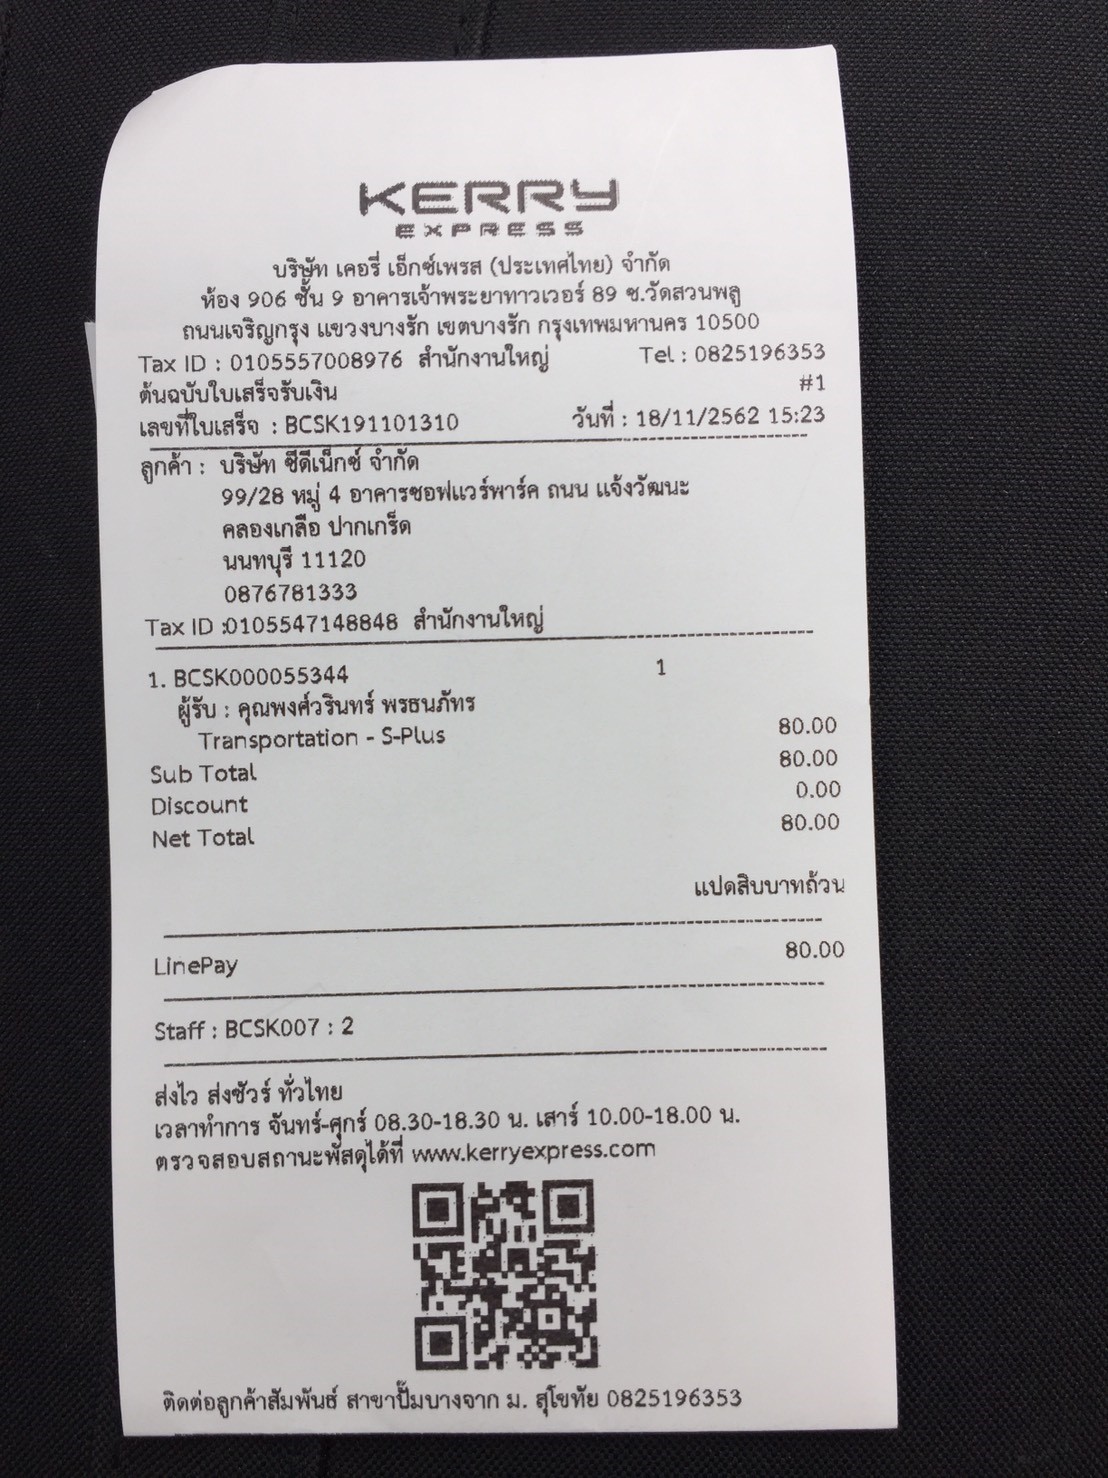 KERRY
EXPRESS
บริษัท เคอรี่ เอ็กซ์เพรส (ประเทศไทย) จำกัด
ห้อง 906 ชั้น 9 อาคารเจ้าพระยาทาวเวอร์ 89 ซ.วัดสวนพลู
ถนนเจริญกรุง แขวงบางรัก เขตบางรัก กรุงเทพมหานคร 10500
Tax ID : 0105557008976 สำนักงานใหญ่ Tel : 0825196353
ต้นฉบับใบเสร็จรับเงิน #1
เลขที่ใบเสร็จ : BCSK191101310 วันที่ : 18/11/2562 15:23
ลูกค้า : บริษัท ซีดีเน็กซ์ จำกัด
99/28 หมู่ 4 อาคารซอฟแวร์พาร์ค ถนน แจ้งวัฒนะ
คลองเกลือ ปากเกร็ด
นนทบุรี 11120
0876781333
Tax ID :0105547148848 สำนักงานใหญ่
1. BCSK000055344 1
ผู้รับ : คุณพงศ์วรินทร์ พรธนภัทร
Transportation - S-Plus 80.00
Sub Total 80.00
Discount 0.00
Net Total 80.00
แปดสิบบาทถ้วน
LinePay 80.00
Staff : BCSK007 : 2
ส่งไว ส่งชัวร์ ทั่วไทย
เวลาทำการ จันทร์-ศุกร์ 08.30-18.30 น. เสาร์ 10.00-18.00 น.
ตรวจสอบสถานะพัสดุได้ที่ www.kerryexpress.com
ติดต่อลูกค้าสัมพันธ์ สาขาปั๊มบางจาก ม. สุโขทัย 0825196353